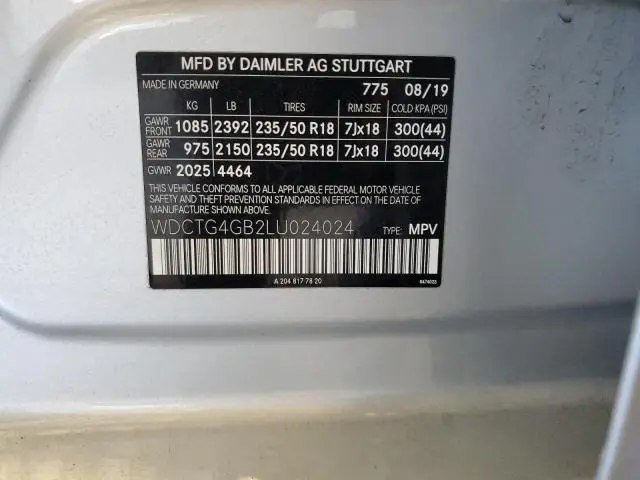 MFD BY DAIMLER AG STUTTGART
MADE IN GERMANY 775 08/19
KG LB TIRES RIM SIZE COLD KPA (PSI)
GAWR FRONT 1085 2392 235/50 R18 7Jx18 300(44)
GAWR REAR 975 2150 235/50 R18 7Jx18 300(44)
GVWR 2025 4464
THIS VEHICLE CONFORMS TO ALL APPLICABLE FEDERAL MOTOR VEHICLE
SAFETY AND THEFT PREVENTION STANDARDS IN EFFECT ON THE DATE
OF MANUFACTURE SHOWN ABOVE.
WDCTG4GB2LU024024 TYPE: MPV
A 204 817 78 20